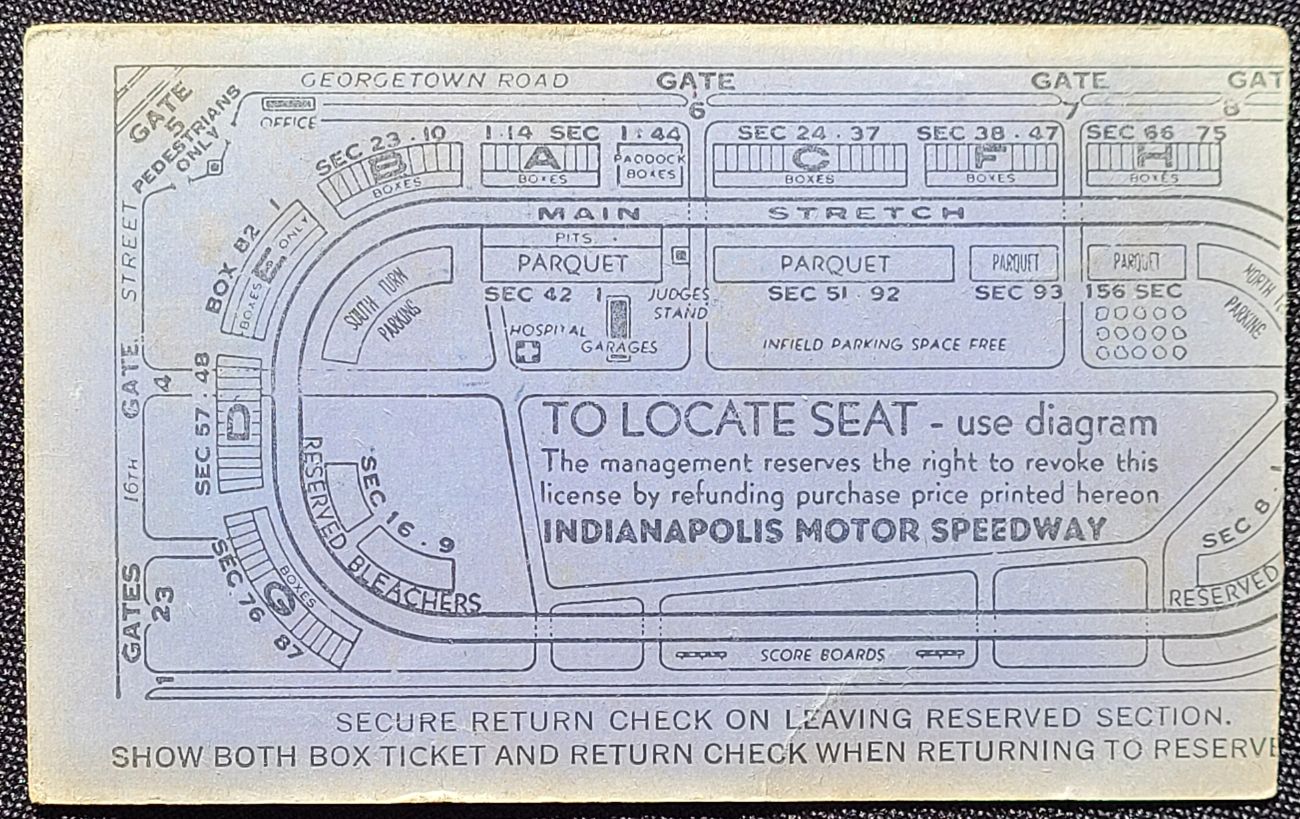 GEORGETOWN ROAD
GATE 6
GATE 7
GAT
8
GATE 5
PEDESTRIANS ONLY
OFFICE
SEC 23 · 10
B
BOXES
1·14 SEC 1·44
A
BOXES
PADDOCK BOXES
SEC 24 · 37
C
BOXES
SEC 38 · 47
F
BOXES
SEC 66 75
H
BOXES
MAIN STRETCH
BOX 82 1
E
BOXES ONLY
STREET
SOUTH TURN PARKING
PITS
PARQUET
PARQUET
PARQUET
PARQUET
NORTH
PARKING
SEC 42 1
JUDGES STAND
SEC 51 · 92
SEC 93 156 SEC
HOSPITAL
GARAGES
INFIELD PARKING SPACE FREE
GATE 4
SEC 57 · 48
D
16TH
TO LOCATE SEAT - use diagram
The management reserves the right to revoke this
license by refunding purchase price printed hereon
INDIANAPOLIS MOTOR SPEEDWAY
SEC 16 · 9
RESERVED BLEACHERS
SEC 8 · 1
RESERVED
SEC. 76 87
BOXES
G
GATES
23
1
SCORE BOARDS
SECURE RETURN CHECK ON LEAVING RESERVED SECTION.
SHOW BOTH BOX TICKET AND RETURN CHECK WHEN RETURNING TO RESERVE